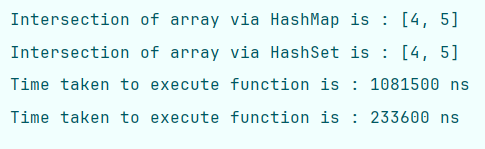 Intersection of array via HashMap is : [4, 5]
Intersection of array via HashSet is : [4, 5]
Time taken to execute function is : 1081500 ns
Time taken to execute function is : 233600 ns